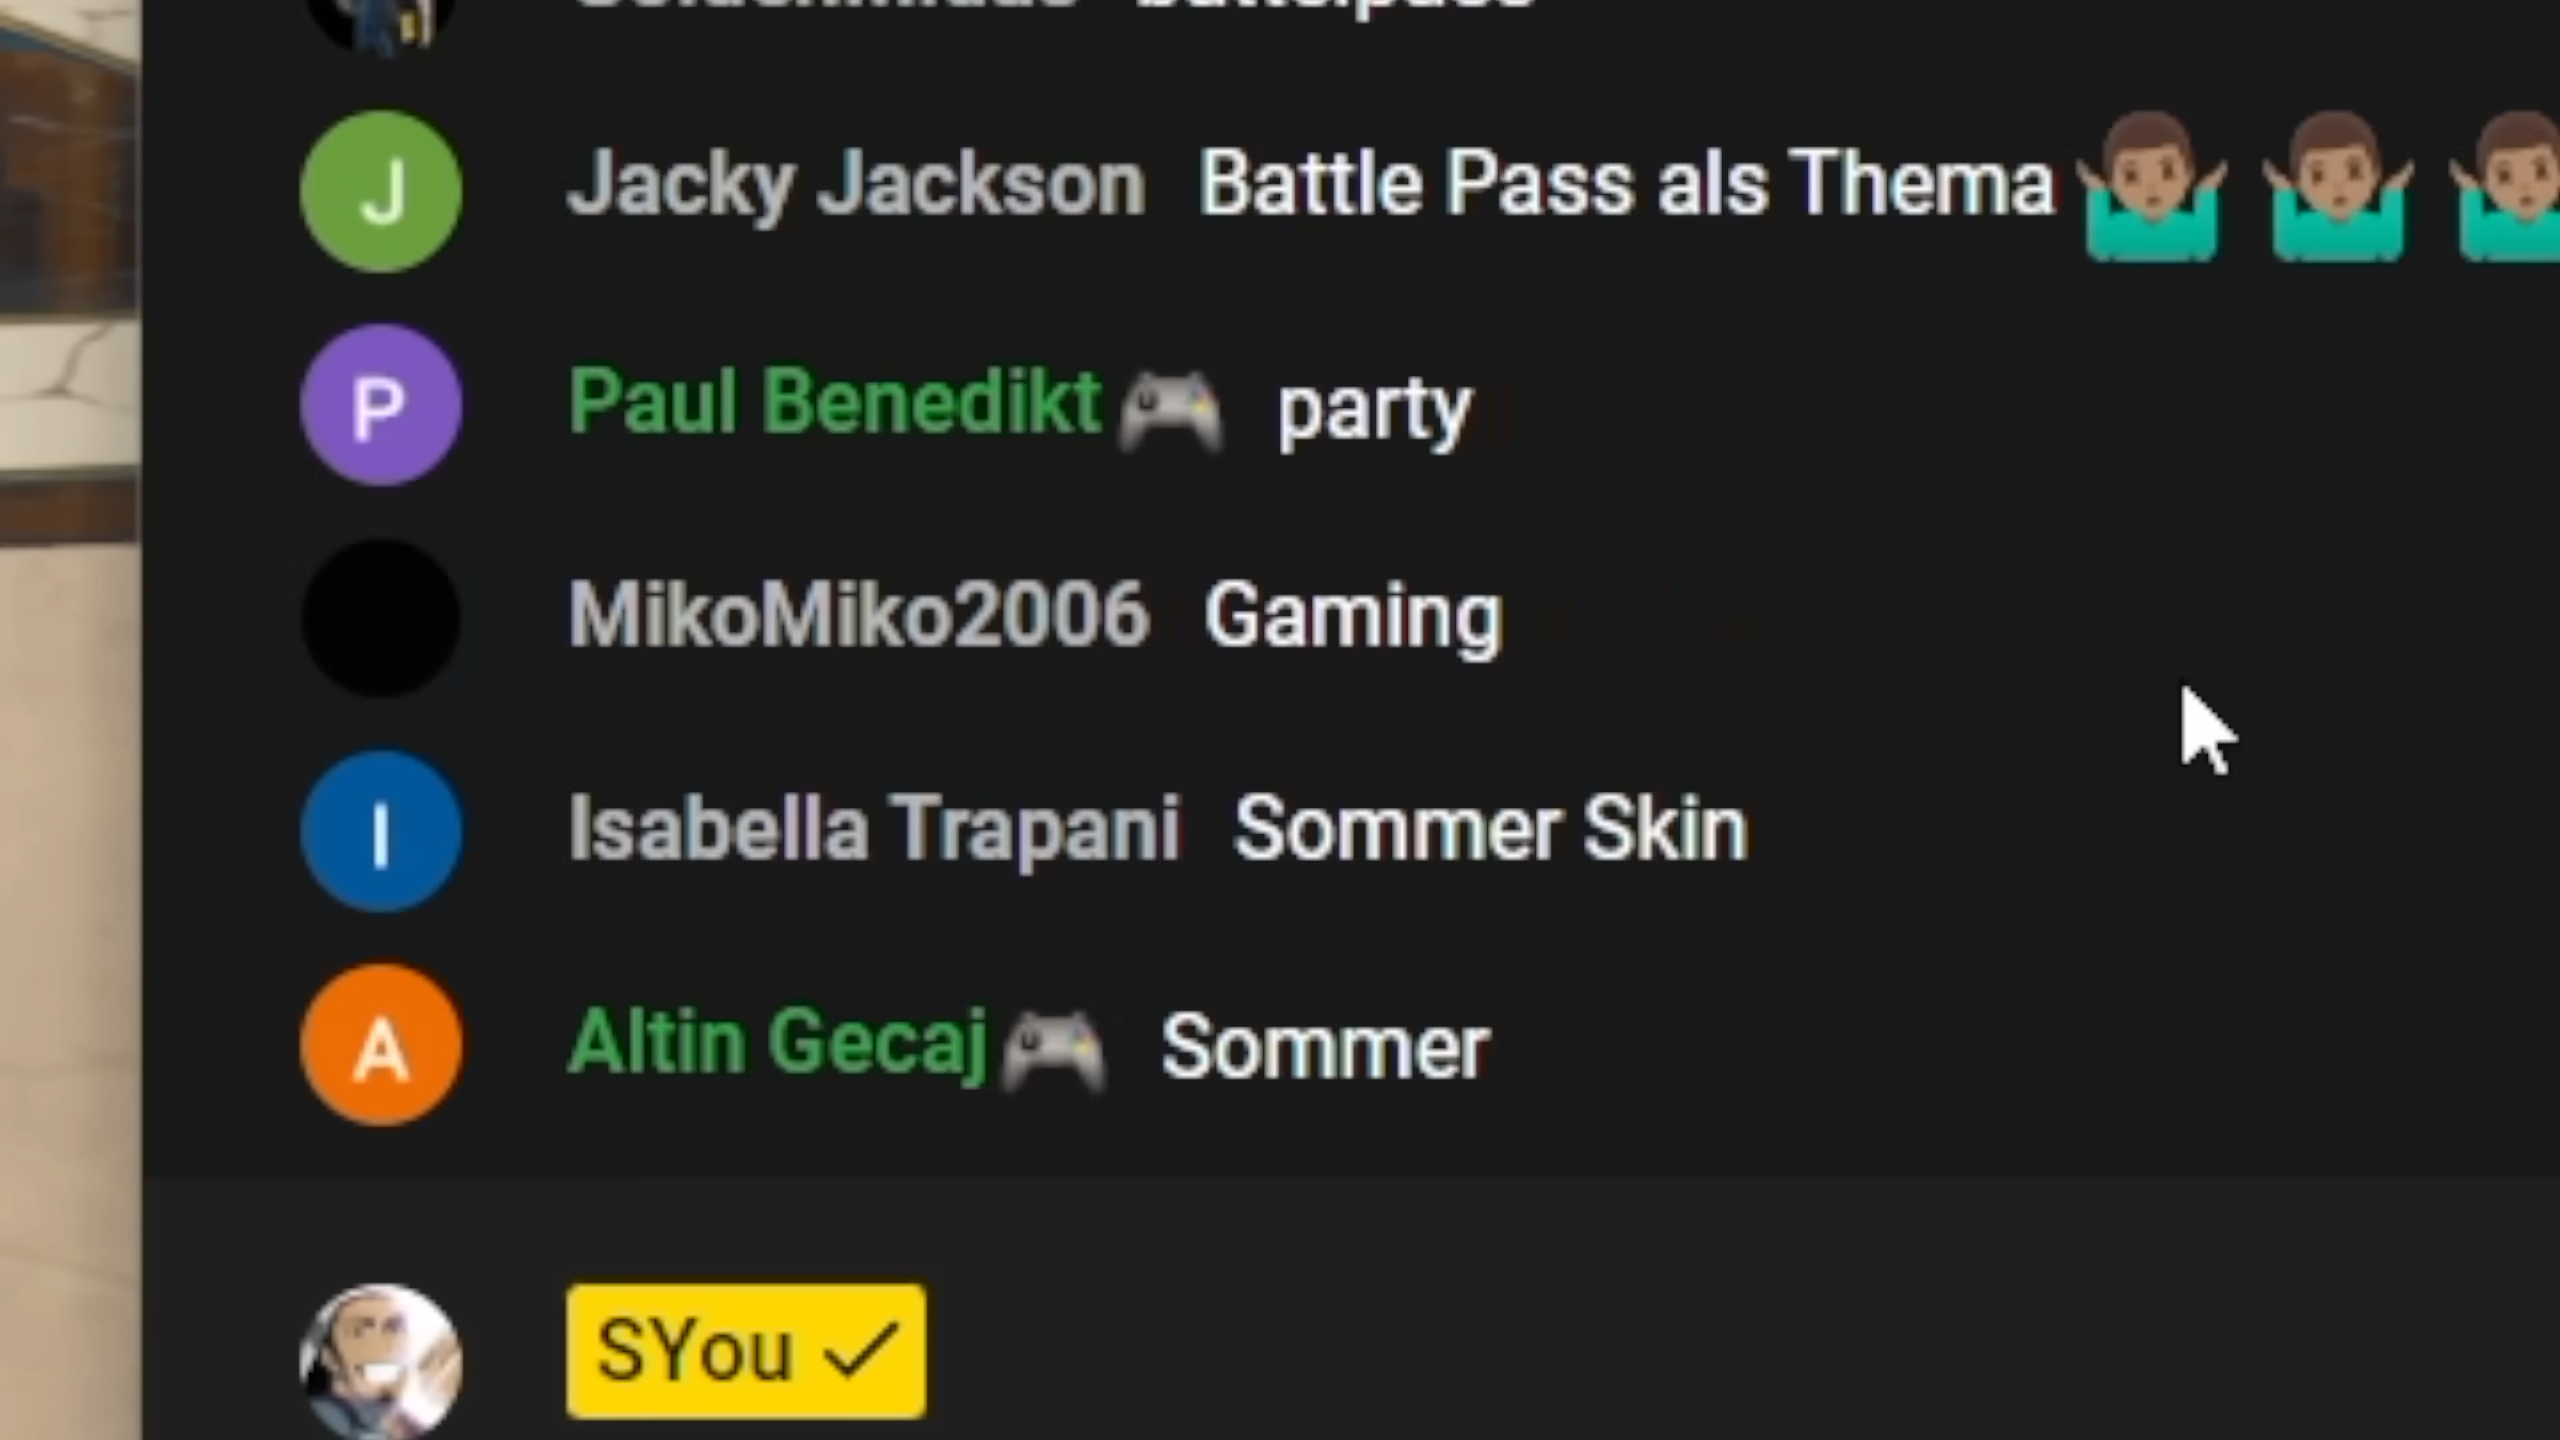 J Jacky Jackson Battle Pass als Thema 🤷🏽‍♂️ 🤷🏽‍♂️ 🤷🏽‍♂️
P Paul Benedikt 🎮 party
MikoMiko2006 Gaming
I Isabella Trapani Sommer Skin
A Altin Gecaj 🎮 Sommer
SYou ✓